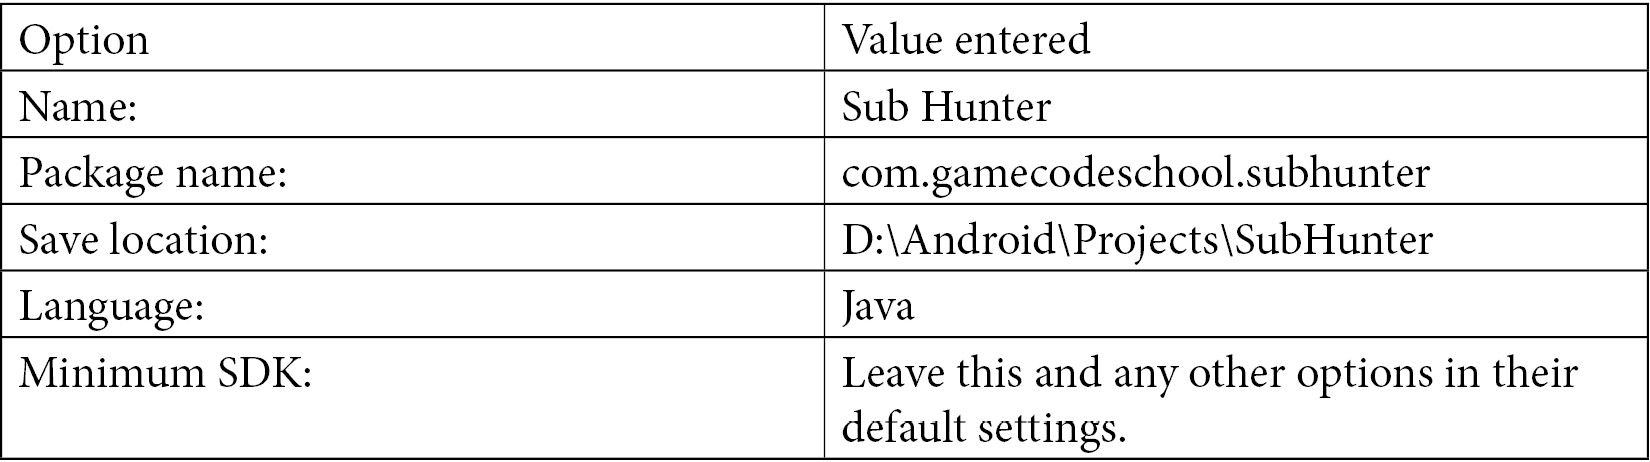 Option Value entered
Name: Sub Hunter
Package name: com.gamecodeschool.subhunter
Save location: D:\Android\Projects\SubHunter
Language: Java
Minimum SDK: Leave this and any other options in their
default settings.